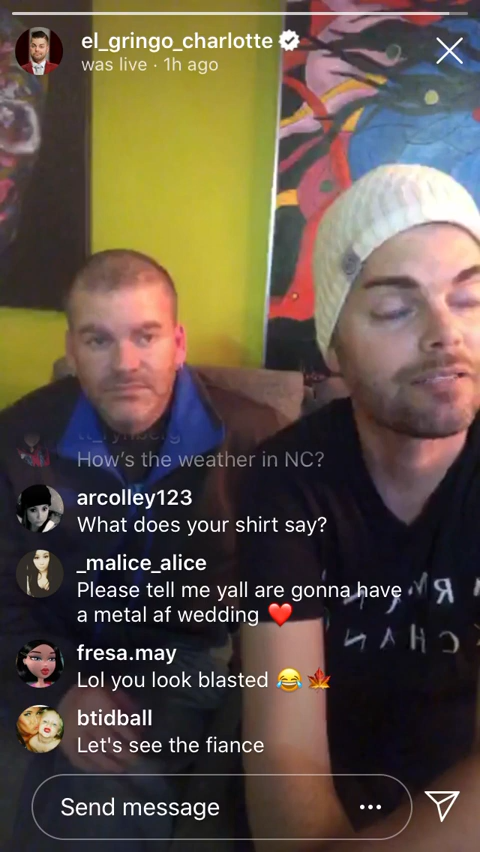 el_gringo_charlotte
was live · 1h ago
How's the weather in NC?
arcolley123
What does your shirt say?
_malice_alice
Please tell me yall are gonna have
a metal af wedding ❤️
fresa.may
Lol you look blasted 😂🍁
btidball
Let's see the fiance
Send message